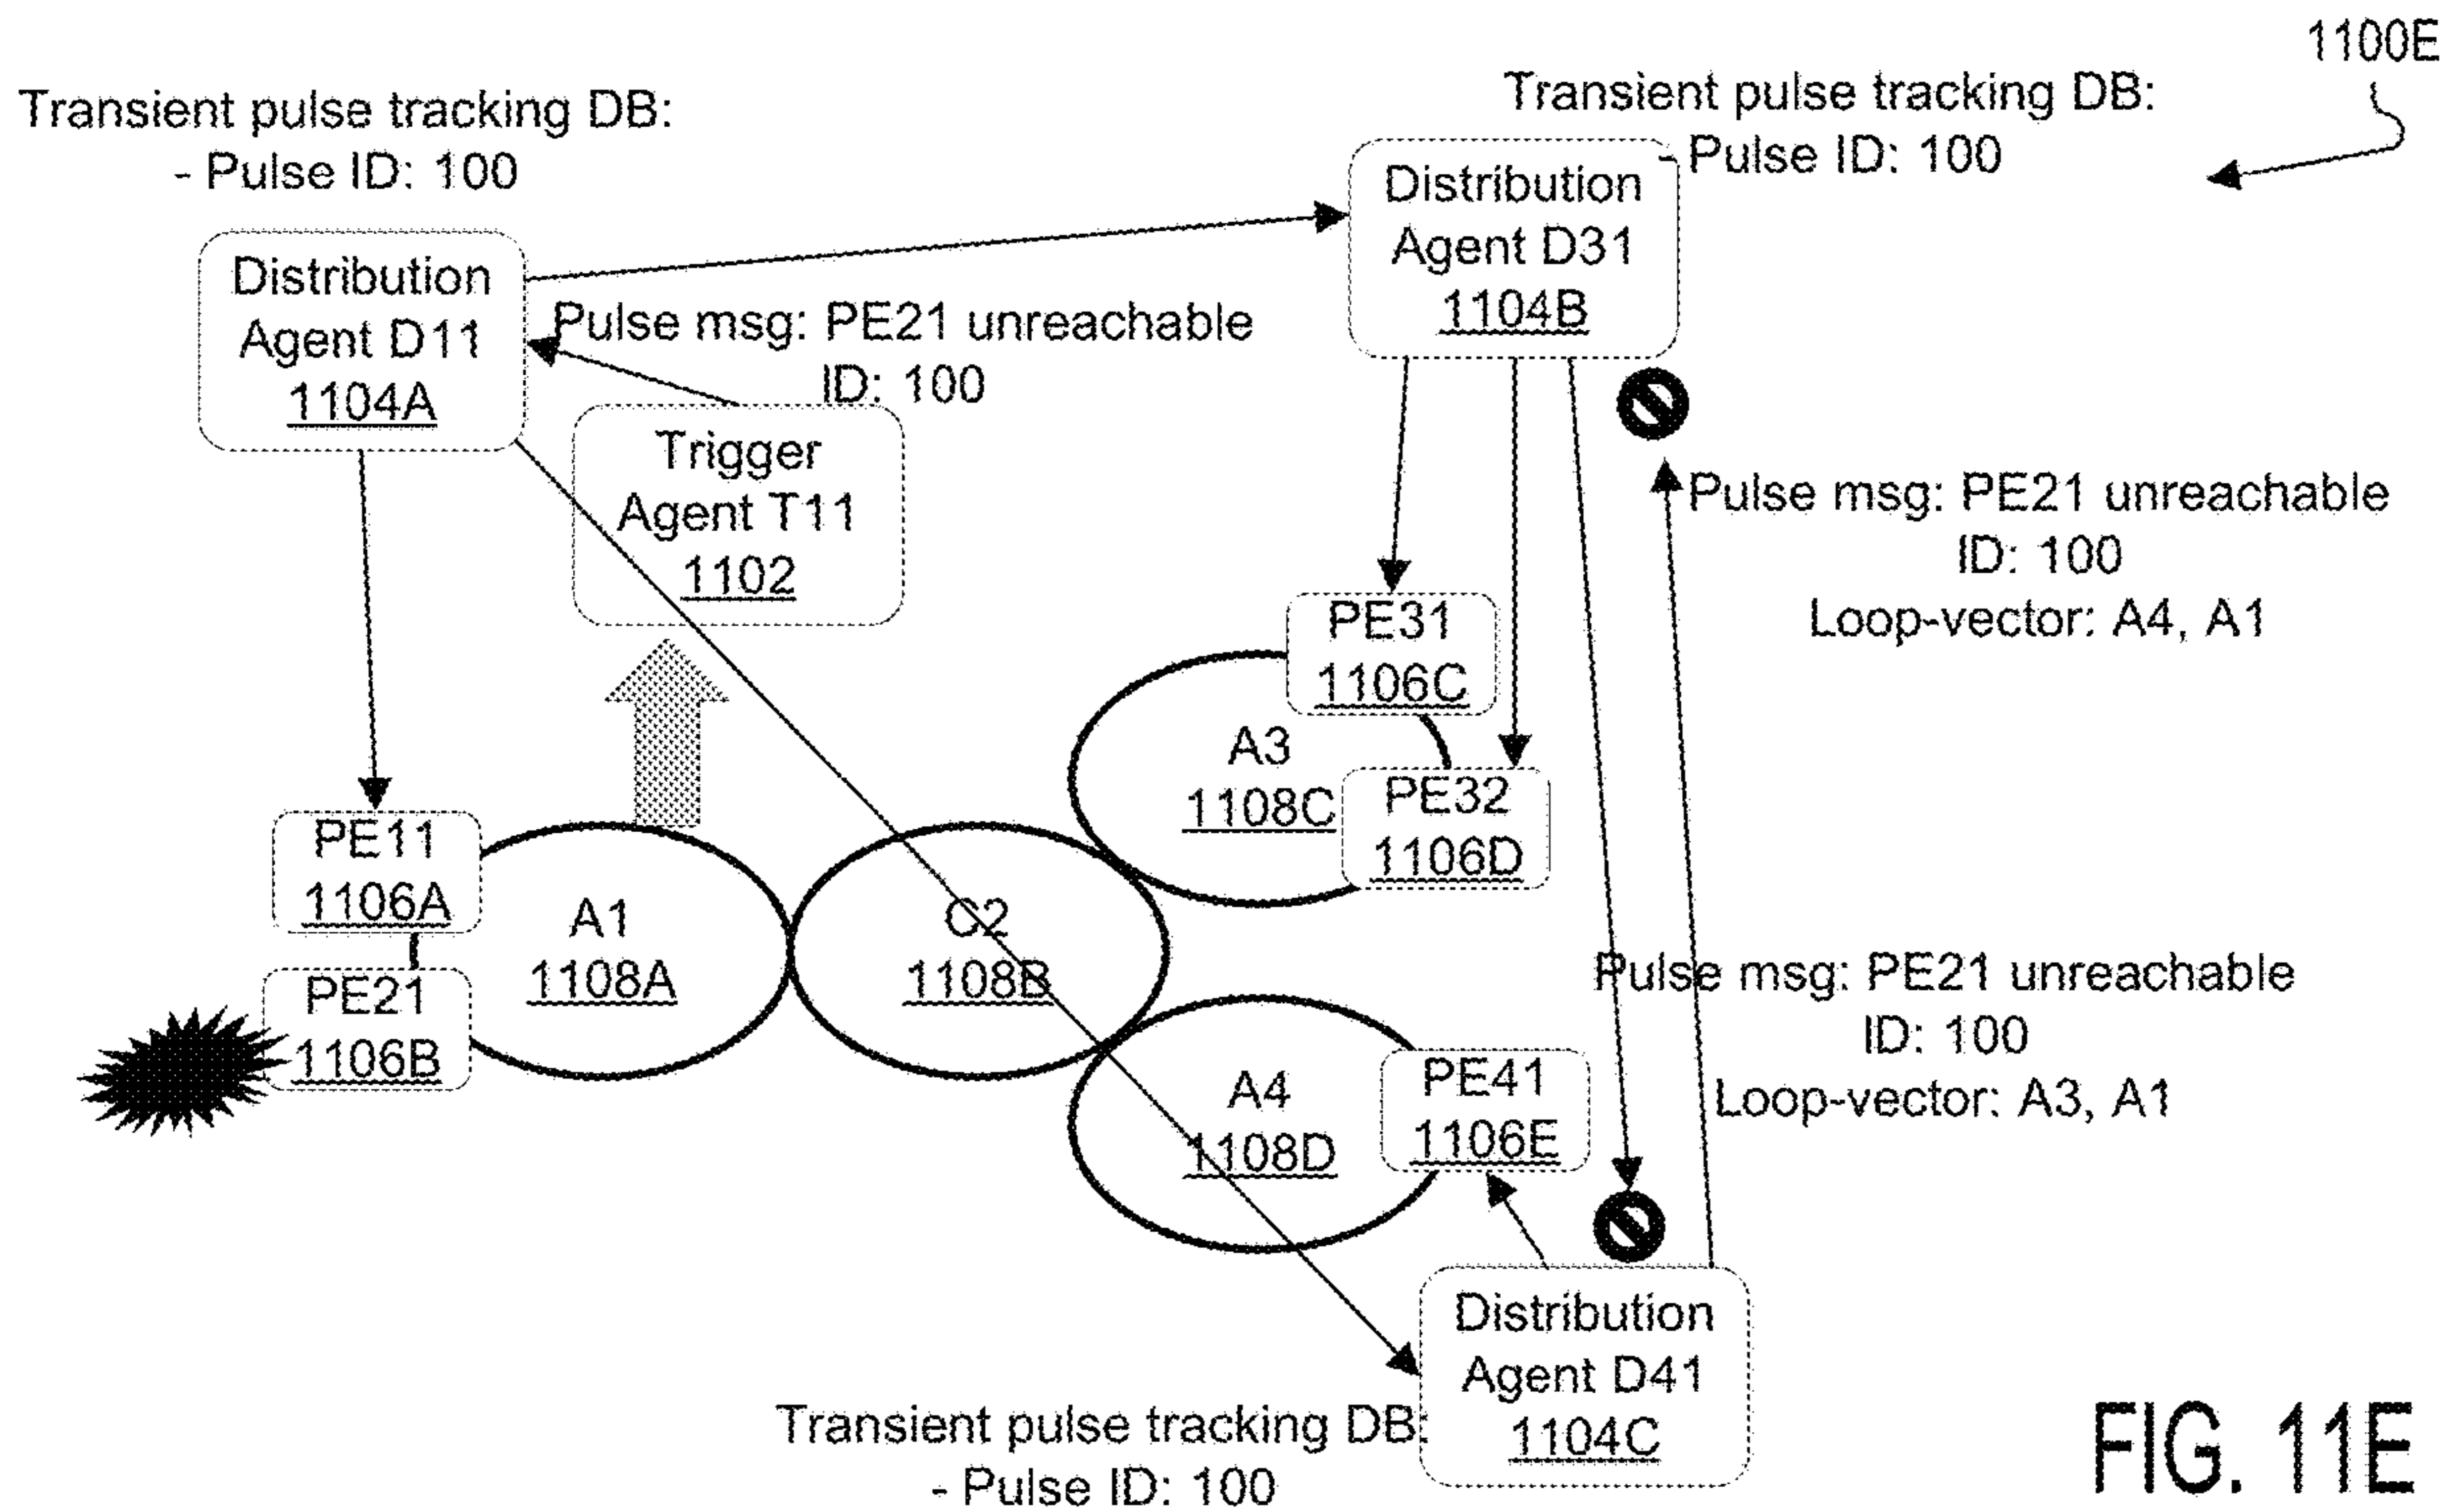 1100E
Transient pulse tracking DB:
- Pulse ID: 100
Transient pulse tracking DB:
- Pulse ID: 100
Distribution
Agent D11
1104A
Distribution
Agent D31
1104B
Pulse msg: PE21 unreachable
ID: 100
Trigger
Agent T11
1102
Pulse msg: PE21 unreachable
ID: 100
Loop-vector: A4, A1
PE31
1106C
A3
1108C
PE32
1106D
PE11
1106A
A1
1108A
C2
1108B
PE21
1106B
Pulse msg: PE21 unreachable
ID: 100
Loop-vector: A3, A1
A4
1108D
PE41
1106E
Distribution
Agent D41
1104C
Transient pulse tracking DB:
- Pulse ID: 100
FIG. 11E